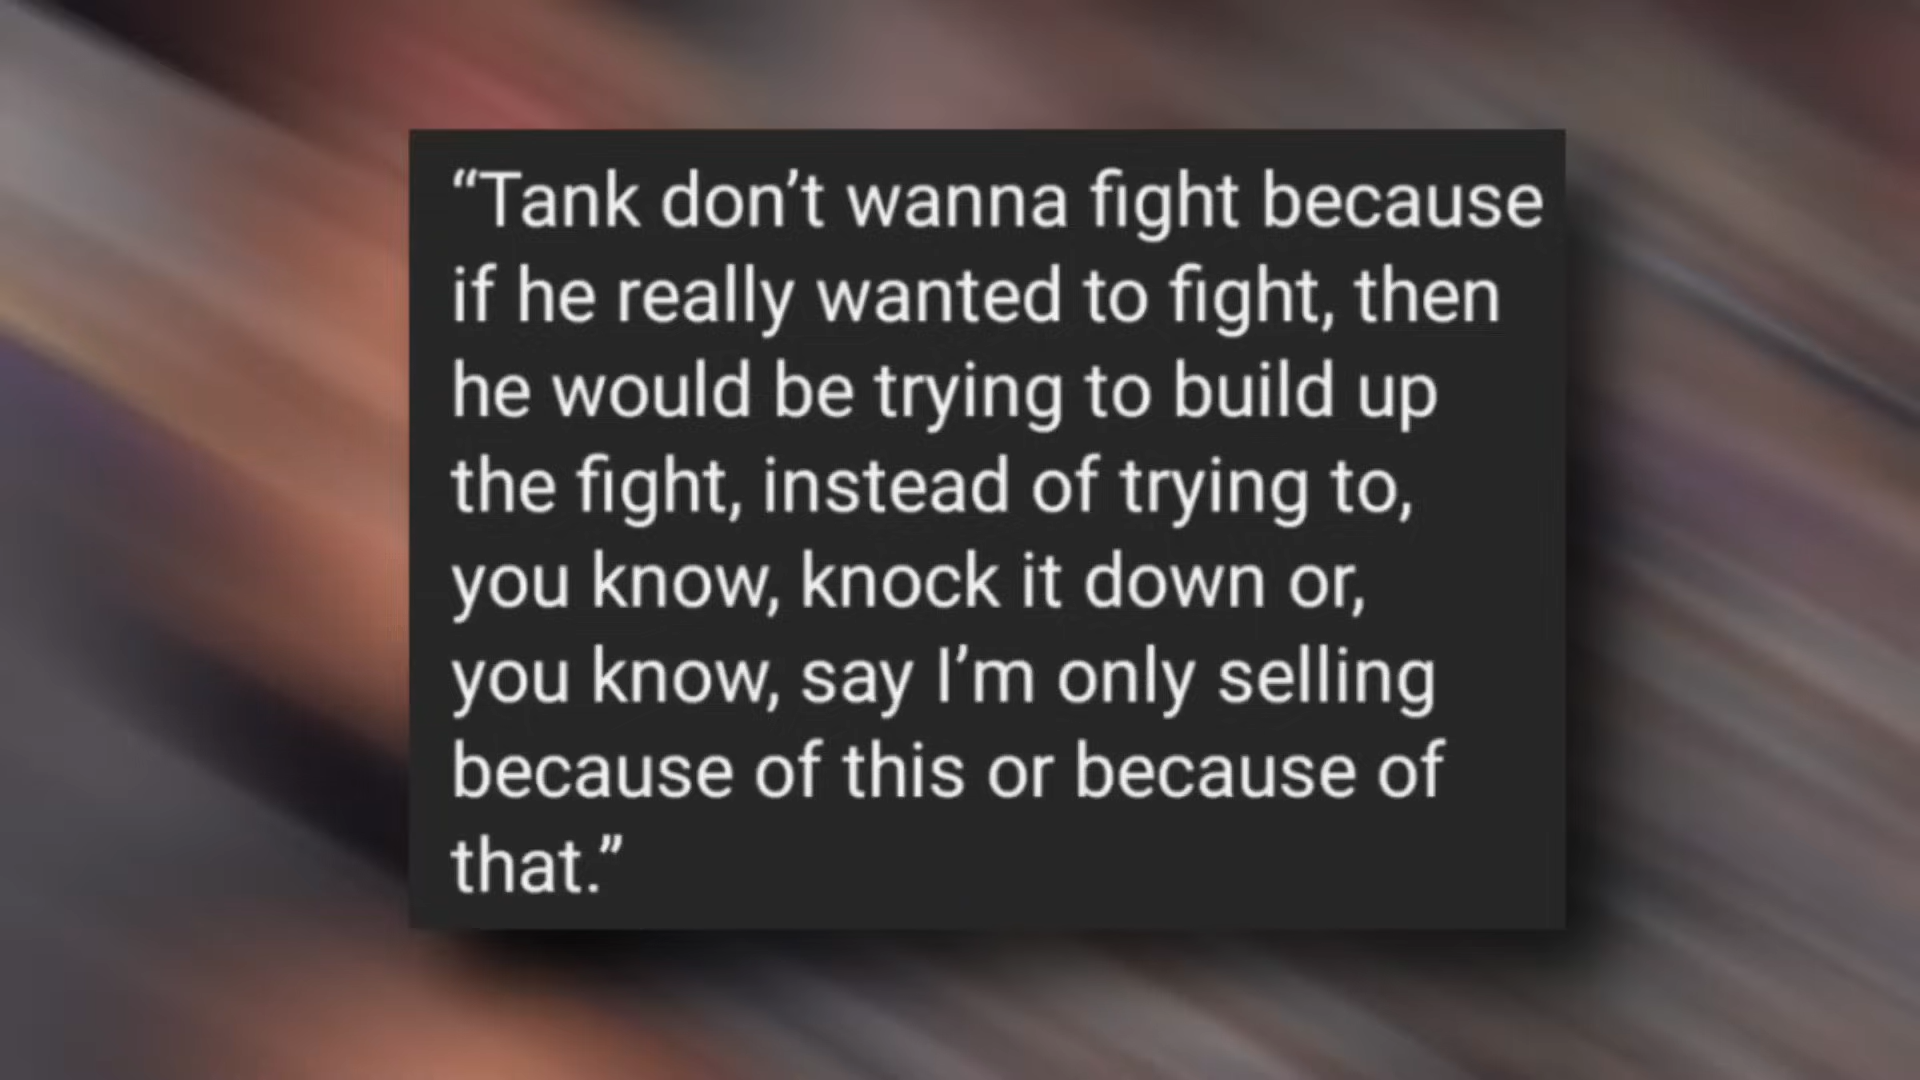 “Tank don’t wanna fight because
if he really wanted to fight, then
he would be trying to build up
the fight, instead of trying to,
you know, knock it down or,
you know, say I’m only selling
because of this or because of
that.”